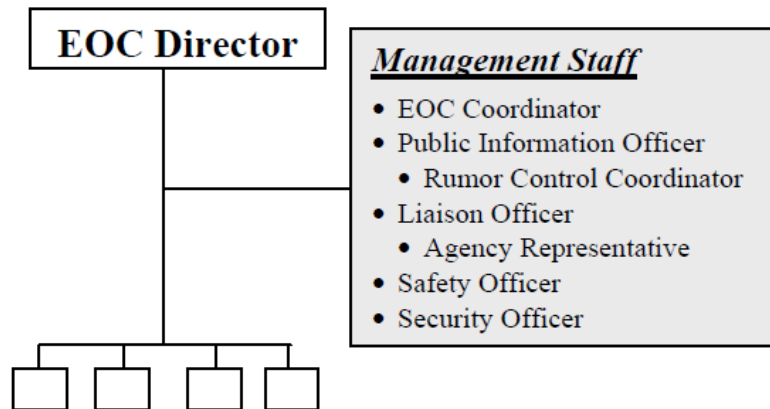 EOC Director
Management Staff
• EOC Coordinator
• Public Information Officer
• Rumor Control Coordinator
• Liaison Officer
• Agency Representative
• Safety Officer
• Security Officer